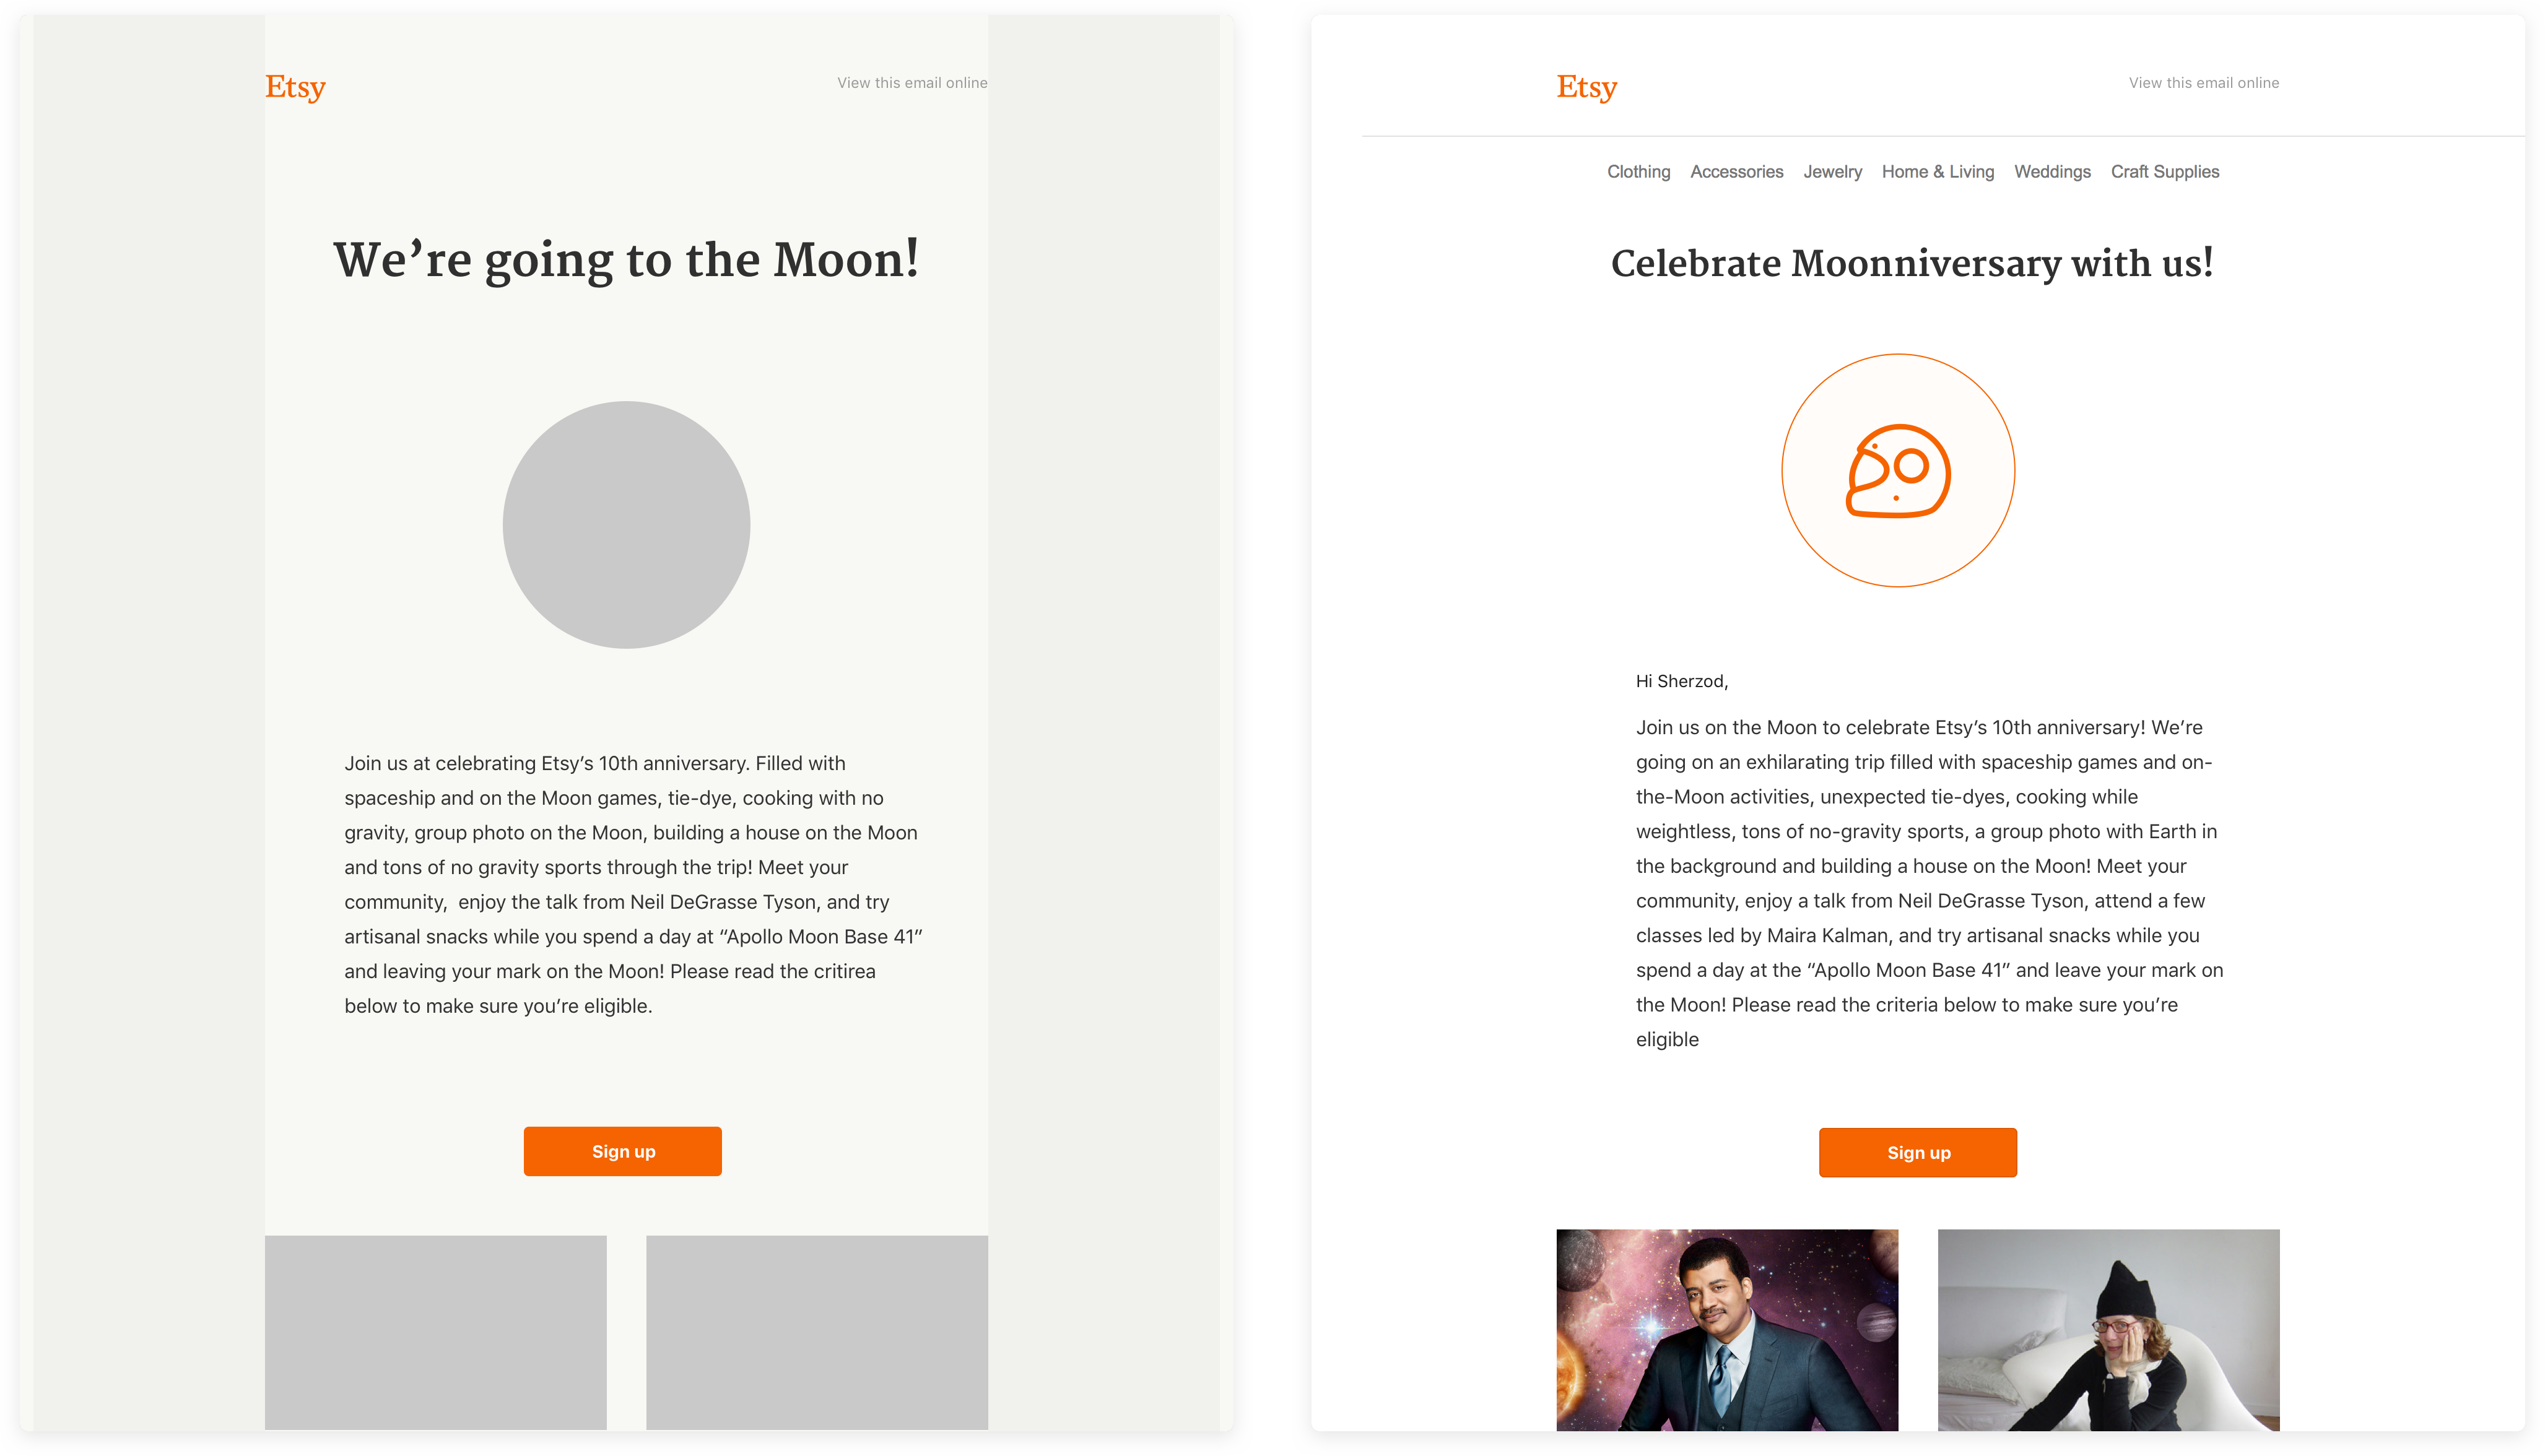 Etsy
View this email online
We’re going to the Moon!
Join us at celebrating Etsy’s 10th anniversary. Filled with
spaceship and on the Moon games, tie-dye, cooking with no
gravity, group photo on the Moon, building a house on the Moon
and tons of no gravity sports through the trip! Meet your
community,  enjoy the talk from Neil DeGrasse Tyson, and try
artisanal snacks while you spend a day at “Apollo Moon Base 41”
and leaving your mark on the Moon! Please read the critirea
below to make sure you’re eligible.
Sign up
Etsy
View this email online
Clothing Accessories Jewelry Home & Living Weddings Craft Supplies
Celebrate Moonniversary with us!
Hi Sherzod,
Join us on the Moon to celebrate Etsy’s 10th anniversary! We’re
going on an exhilarating trip filled with spaceship games and on-
the-Moon activities, unexpected tie-dyes, cooking while
weightless, tons of no-gravity sports, a group photo with Earth in
the background and building a house on the Moon! Meet your
community, enjoy a talk from Neil DeGrasse Tyson, attend a few
classes led by Maira Kalman, and try artisanal snacks while you
spend a day at the “Apollo Moon Base 41” and leave your mark on
the Moon! Please read the criteria below to make sure you’re
eligible
Sign up